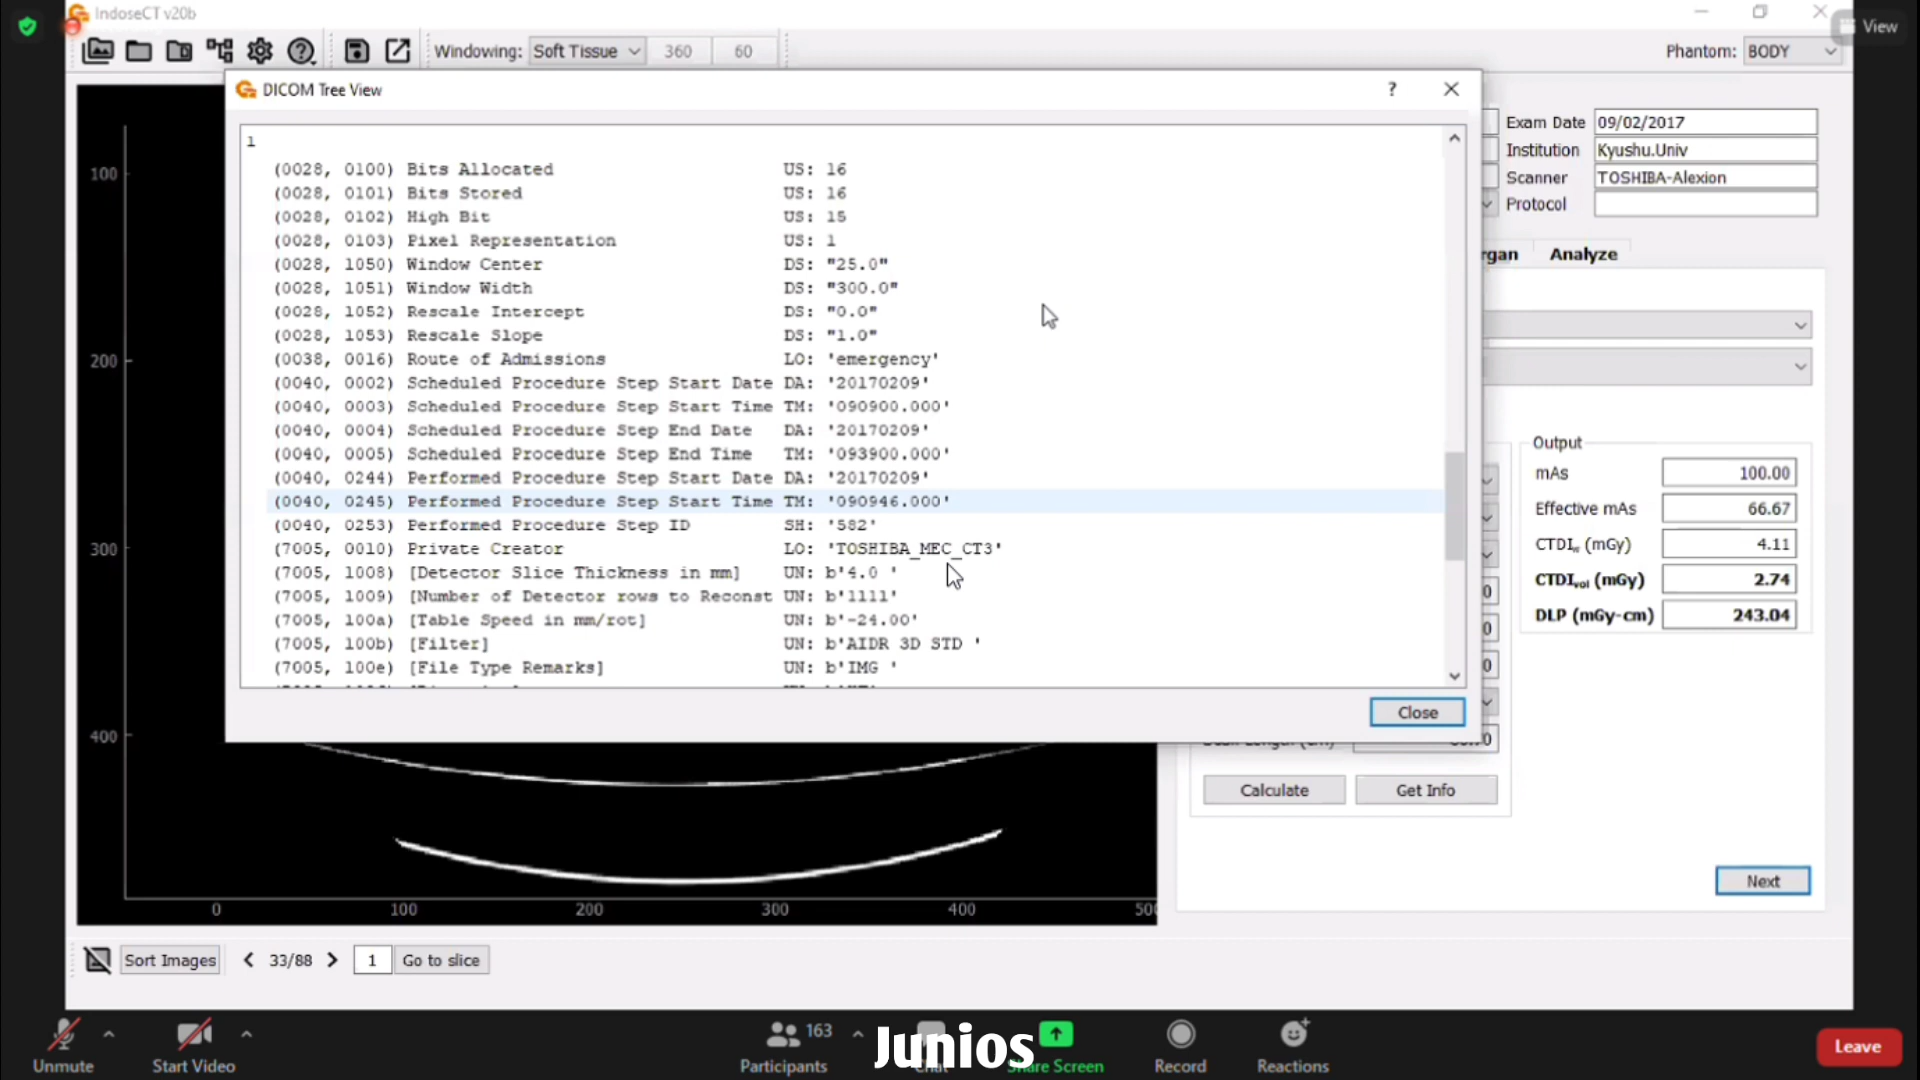 IndoseCT v20b
View
Windowing: Soft Tissue 360 60
Phantom: BODY
DICOM Tree View
?
1
(0028, 0100) Bits Allocated US: 16
(0028, 0101) Bits Stored US: 16
(0028, 0102) High Bit US: 15
(0028, 0103) Pixel Representation US: 1
(0028, 1050) Window Center DS: "25.0"
(0028, 1051) Window Width DS: "300.0"
(0028, 1052) Rescale Intercept DS: "0.0"
(0028, 1053) Rescale Slope DS: "1.0"
(0038, 0016) Route of Admissions LO: 'emergency'
(0040, 0002) Scheduled Procedure Step Start Date DA: '20170209'
(0040, 0003) Scheduled Procedure Step Start Time TM: '090900.000'
(0040, 0004) Scheduled Procedure Step End Date DA: '20170209'
(0040, 0005) Scheduled Procedure Step End Time TM: '093900.000'
(0040, 0244) Performed Procedure Step Start Date DA: '20170209'
(0040, 0245) Performed Procedure Step Start Time TM: '090946.000'
(0040, 0253) Performed Procedure Step ID SH: '582'
(7005, 0010) Private Creator LO: 'TOSHIBA_MEC_CT3'
(7005, 1008) [Detector Slice Thickness in mm] UN: b'4.0 '
(7005, 1009) [Number of Detector rows to Reconst UN: b'1111'
(7005, 100a) [Table Speed in mm/rot] UN: b'-24.00'
(7005, 100b) [Filter] UN: b'AIDR 3D STD '
(7005, 100e) [File Type Remarks] UN: b'IMG '
Close
Exam Date 09/02/2017
Institution Kyushu.Univ
Scanner TOSHIBA-Alexion
Protocol
rgan Analyze
Output
mAs 100.00
Effective mAs 66.67
CTDIw (mGy) 4.11
CTDIvol (mGy) 2.74
DLP (mGy-cm) 243.04
0
0
0
Calculate Get Info
Next
100
200
300
400
0 100 200 300 400 500
Sort Images 33/88 1 Go to slice
Unmute Start Video Participants 163 Chat Share Screen Record Reactions Leave
Junios